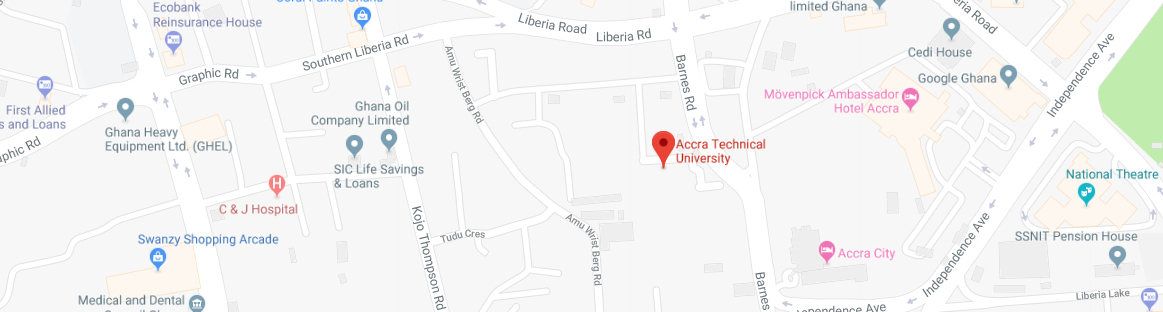 Ecobank
Reinsurance House
Liberia Road
Liberia Rd
limited Ghana
Southern Liberia Rd
Graphic Rd
Amu Wrist Berg Rd
Barnes Rd
Cedi House
Google Ghana
Independence Ave
First Allied
s and Loans
Ghana Heavy
Equipment Ltd. (GHEL)
Ghana Oil
Company Limited
Mövenpick Ambassador
Hotel Accra
aphic Rd
SIC Life Savings
& Loans
Accra Technical
University
National Theatre
C & J Hospital
Kojo Thompson Rd
Tudu Cres
Amu Wrist Berg Rd
Swanzy Shopping Arcade
Accra City
Independence Ave
SSNIT Pension House
Medical and Dental
Barnes
dependence Ave
Liberia Lake